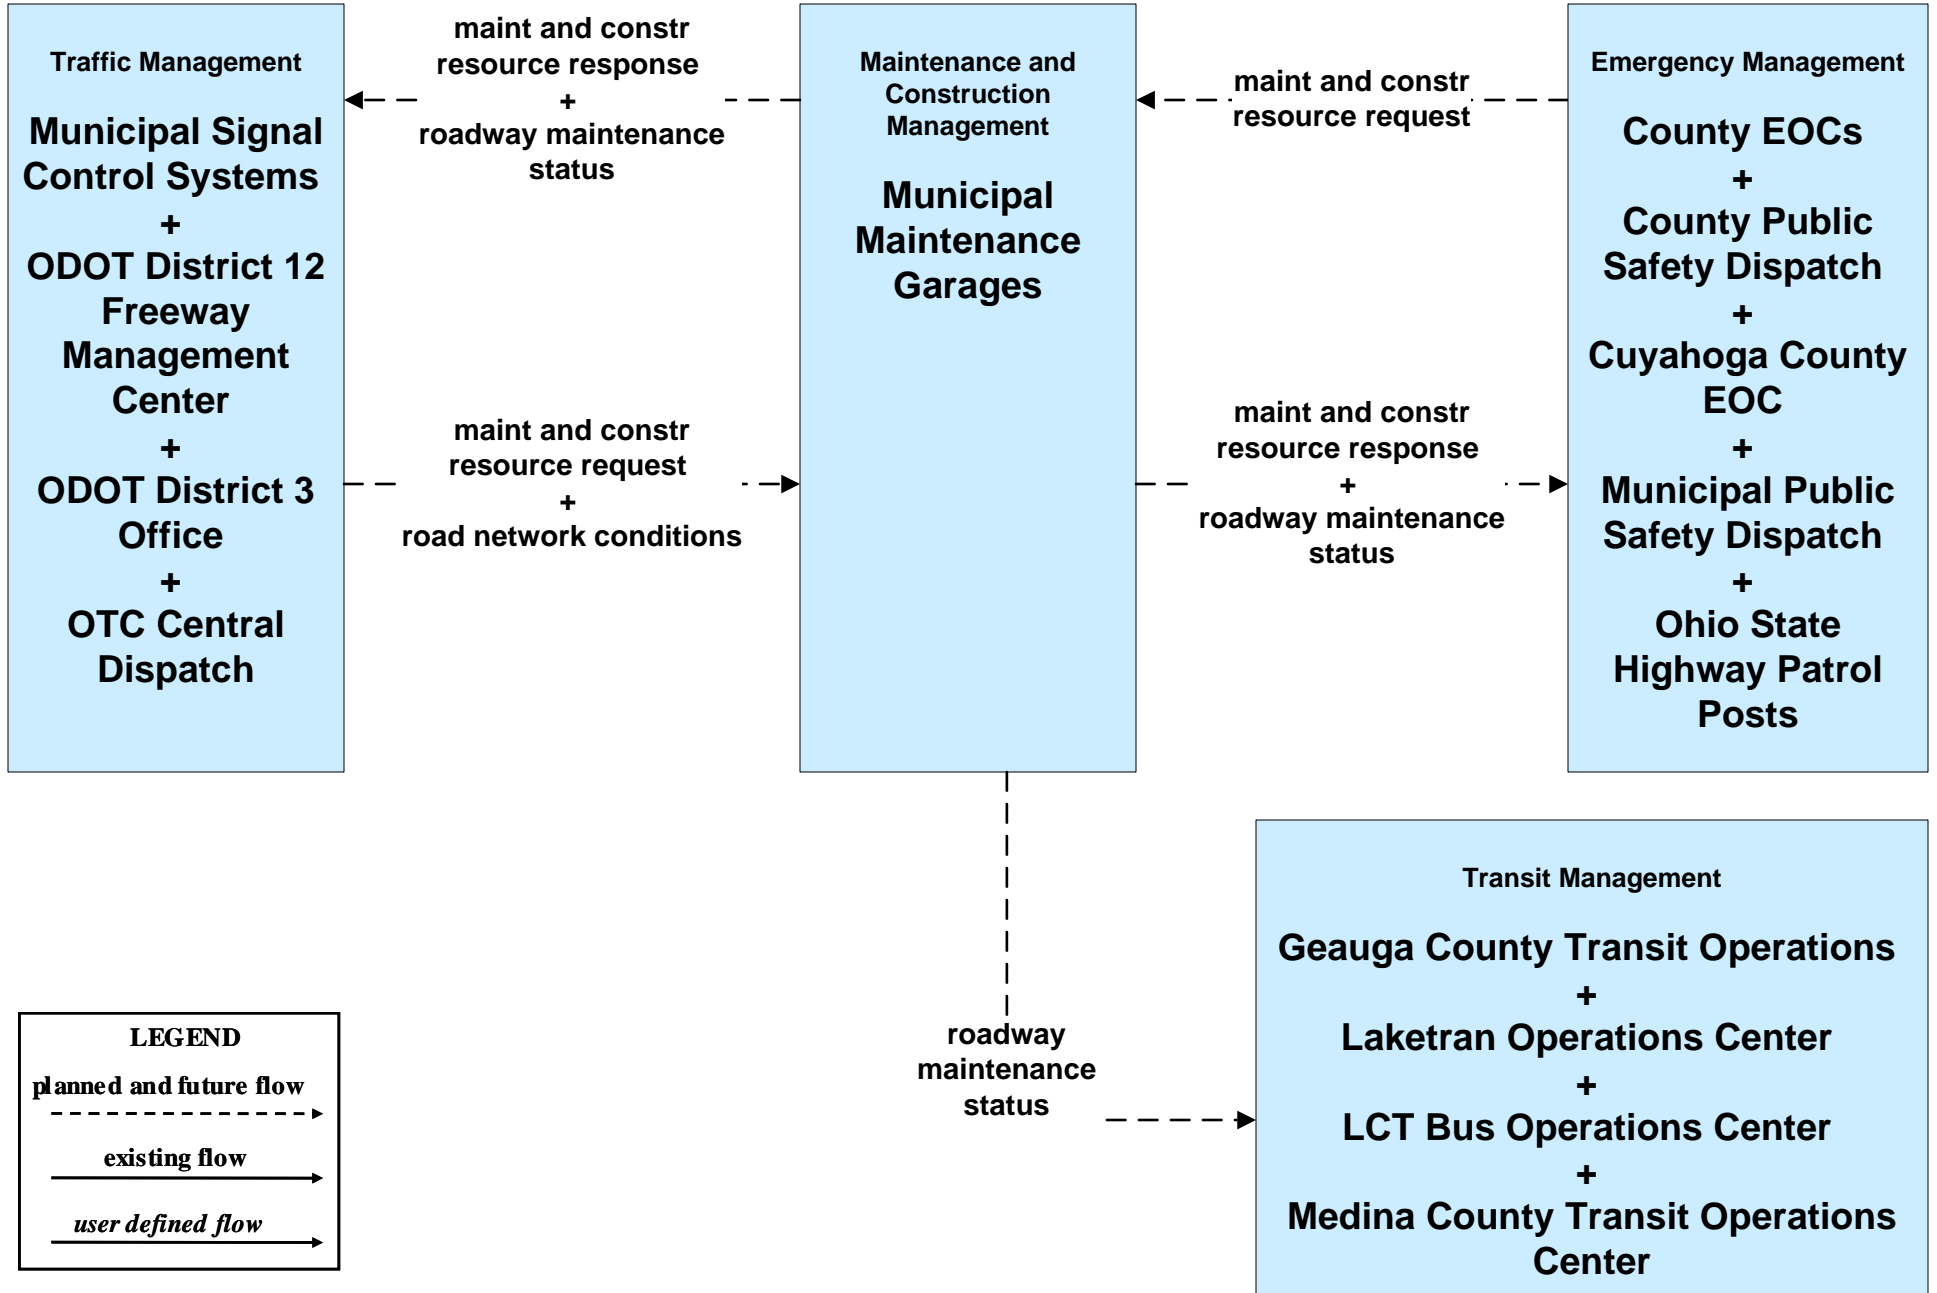 Traffic Management
Municipal Signal
Control Systems
+
ODOT District 12
Freeway
Management
Center
+
ODOT District 3
Office
+
OTC Central
Dispatch
maint and constr
resource response
+
roadway maintenance
status
maint and constr
resource request
+
road network conditions
Maintenance and
Construction
Management
Municipal
Maintenance
Garages
maint and constr
resource request
maint and constr
resource response
+
roadway maintenance
status
Emergency Management
County EOCs
+
County Public
Safety Dispatch
+
Cuyahoga County
EOC
+
Municipal Public
Safety Dispatch
+
Ohio State
Highway Patrol
Posts
roadway
maintenance
status
Transit Management
Geauga County Transit Operations
+
Laketran Operations Center
+
LCT Bus Operations Center
+
Medina County Transit Operations
Center
LEGEND
planned and future flow
existing flow
user defined flow